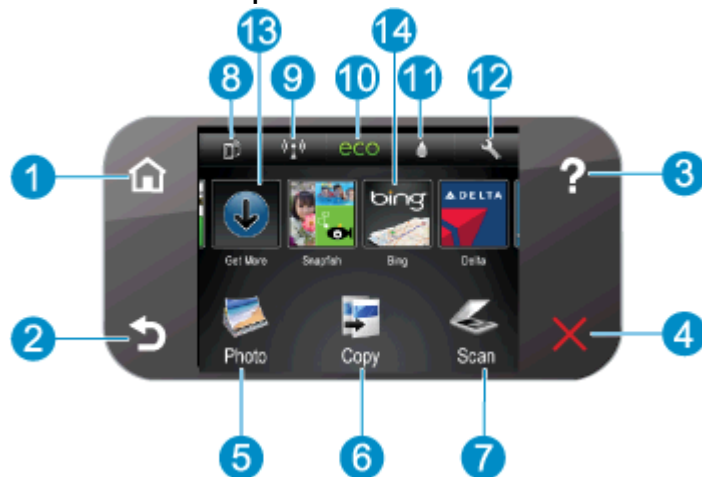 13 14
8 9 10 11 12
eco
1 3
?
bing DELTA
Get More Snapfish Bing Delta
2 4
Photo Copy Scan
5 6 7